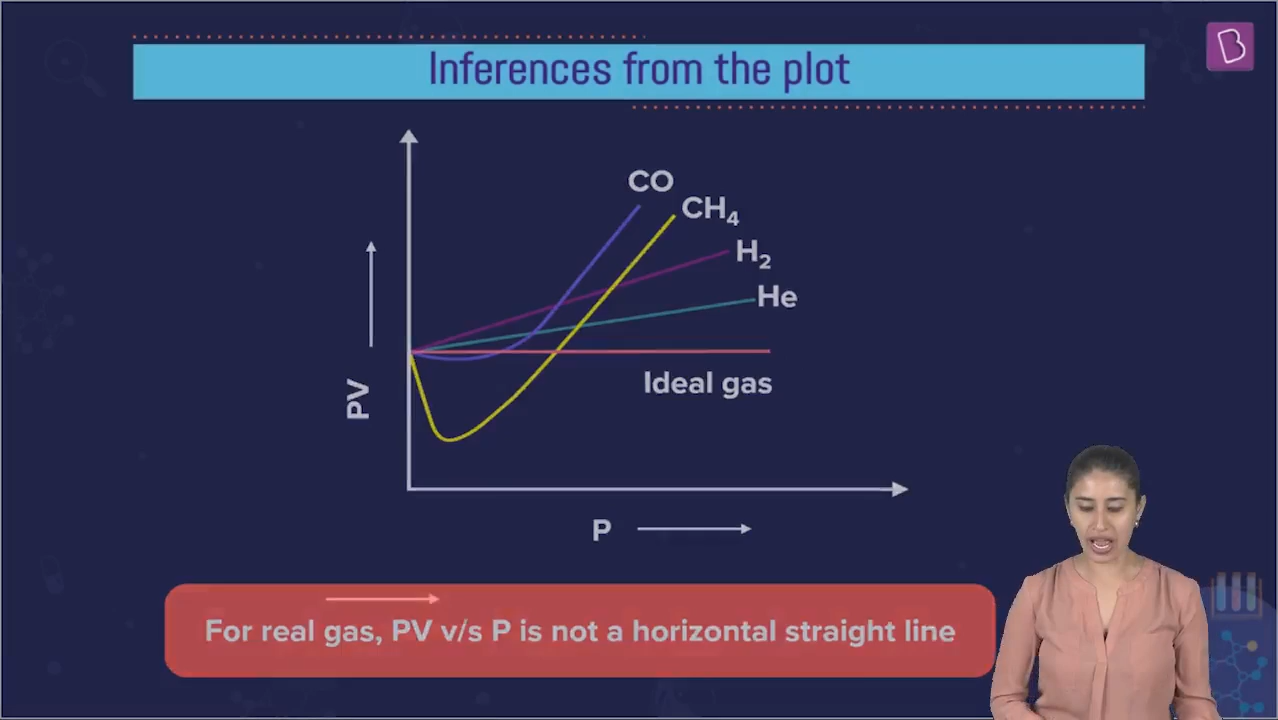 Inferences from the plot
CO
CH₄
H₂
He
Ideal gas
PV
P
For real gas, PV v/s P is not a horizontal straight line
B